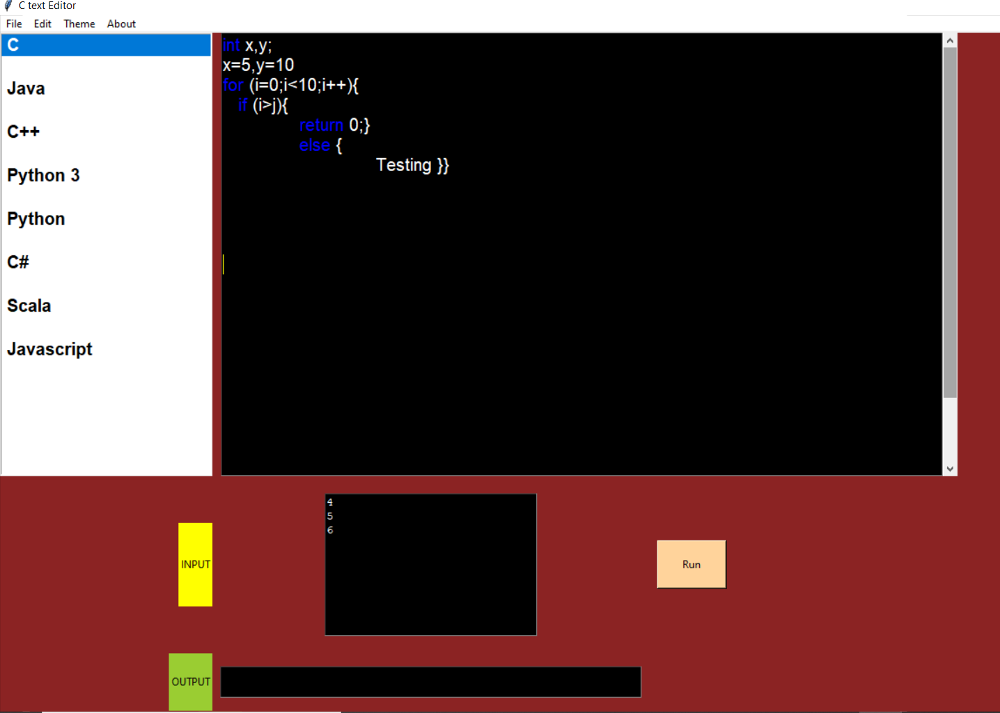 C text Editor
File Edit Theme About
C
Java
C++
Python 3
Python
C#
Scala
Javascript
int x,y;
x=5,y=10
for (i=0;i<10;i++){
if (i>j){
return 0;}
else {
Testing }}
INPUT
4
5
6
Run
OUTPUT